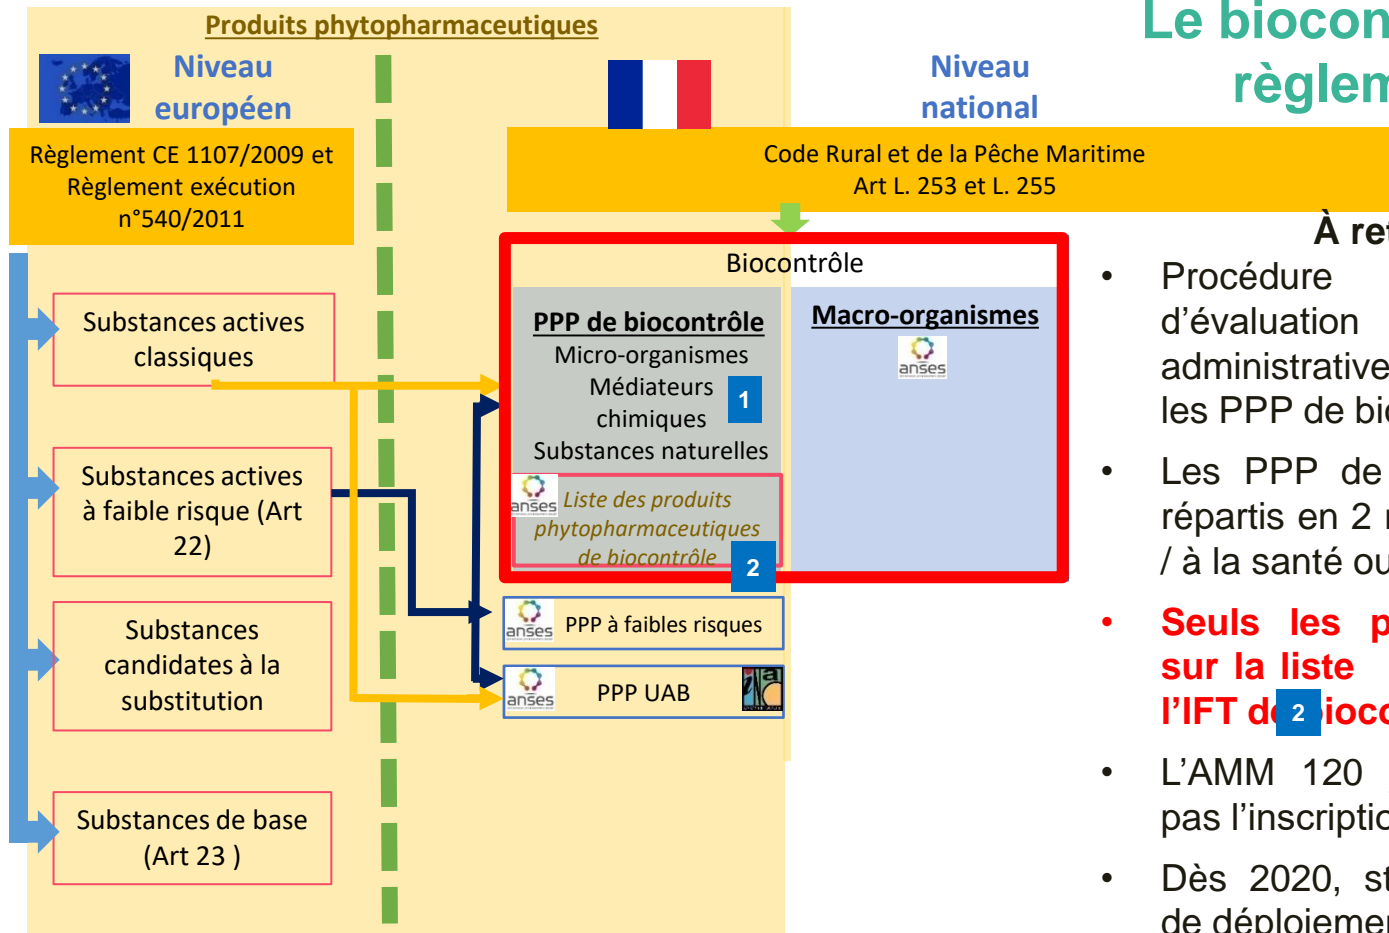 Produits phytopharmaceutiques
Niveau
européen
Niveau
national
Règlement CE 1107/2009 et
Règlement exécution
n°540/2011
Code Rural et de la Pêche Maritime
Art L. 253 et L. 255
Substances actives
classiques
Substances actives
à faible risque (Art
22)
Substances
candidates à la
substitution
Substances de base
(Art 23 )
Biocontrôle
PPP de biocontrôle
Micro-organismes
Médiateurs
chimiques
1
Substances naturelles
anses
Liste des produits
phytopharmaceutiques
de biocontrôle
2
Macro-organismes
anses
anses
PPP à faibles risques
anses
PPP UAB
Le biocon
règlem
À ret
• Procédure
d’évaluation
administrative
les PPP de bio
• Les PPP de
répartis en 2
/ à la santé ou
• Seuls les p
sur la liste
l’IFT de 2 bioco
• L’AMM 120
pas l’inscriptio
• Dès 2020, st
de déploiemen